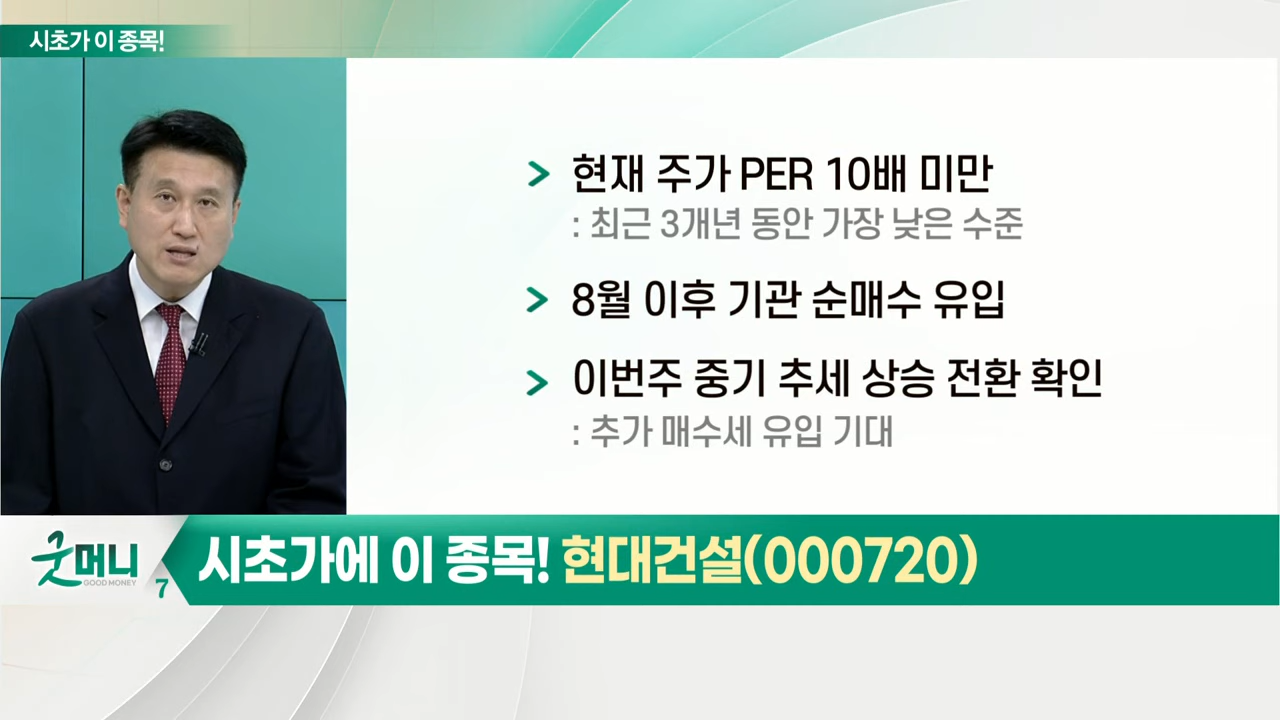 시초가 이 종목!
> 현재 주가 PER 10배 미만
: 최근 3개년 동안 가장 낮은 수준
> 8월 이후 기관 순매수 유입
> 이번주 중기 추세 상승 전환 확인
: 추가 매수세 유입 기대
굿머니
GOOD MONEY
7
시초가에 이 종목! 현대건설(000720)